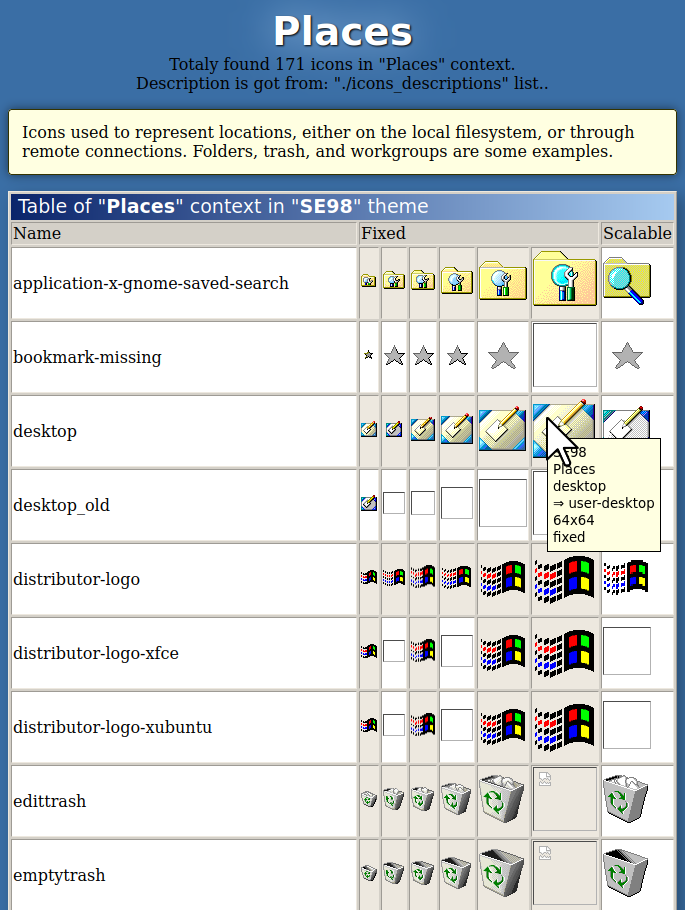 Places
Totaly found 171 icons in "Places" context.
Description is got from: "./icons_descriptions" list..
Icons used to represent locations, either on the local filesystem, or through
remote connections. Folders, trash, and workgroups are some examples.
Table of "Places" context in "SE98" theme
Name Fixed Scalable
application-x-gnome-saved-search
bookmark-missing
desktop
SE98
Places
desktop
⇒ user-desktop
64x64
fixed
desktop_old
distributor-logo
distributor-logo-xfce
distributor-logo-xubuntu
edittrash
emptytrash